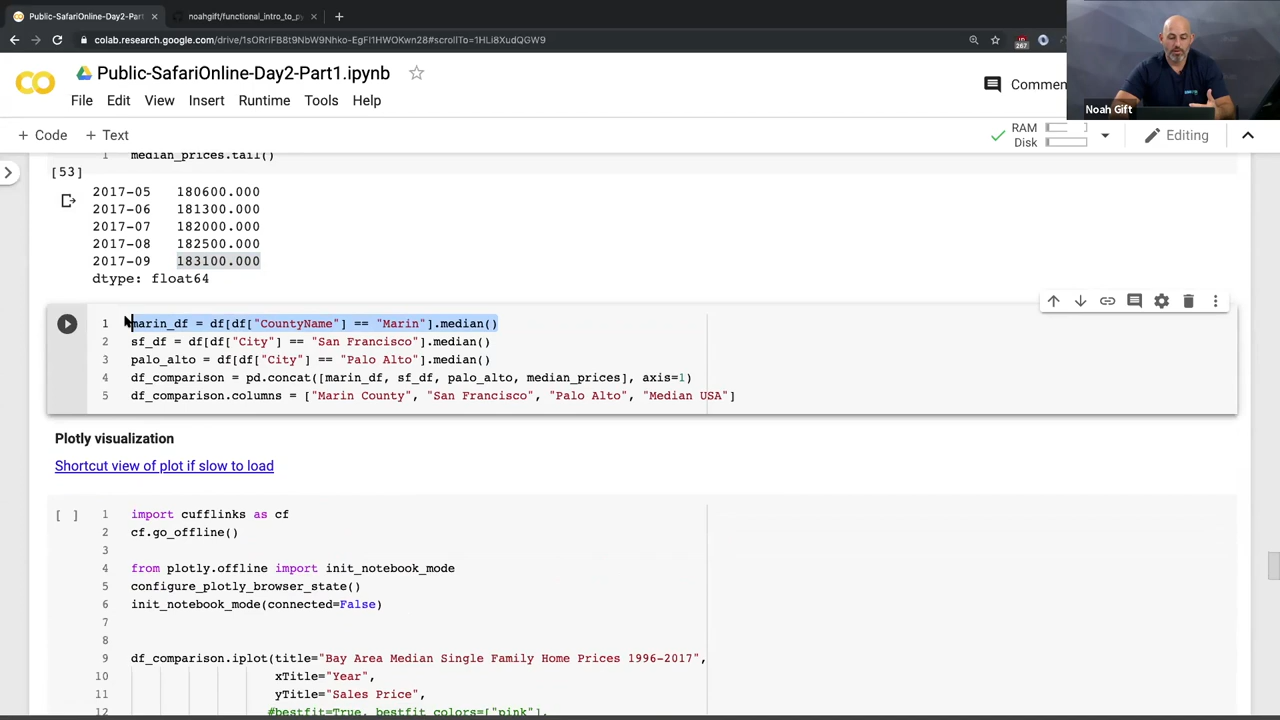 Public-SafariOnline-Day2-Part1
noahgift/functional_intro_to_py
colab.research.google.com/drive/1sORrIFB8t9NbW9Nhko-EgFI1HWOKwn28#scrollTo=1HLi8XudQGW9
267
Public-SafariOnline-Day2-Part1.ipynb
File Edit View Insert Runtime Tools Help
Noah Gift
+ Code + Text
RAM
Disk
Editing
1 median_prices.tail()
[53]
2017-05 180600.000
2017-06 181300.000
2017-07 182000.000
2017-08 182500.000
2017-09 183100.000
dtype: float64
1 marin_df = df[df["CountyName"] == "Marin"].median()
2 sf_df = df[df["City"] == "San Francisco"].median()
3 palo_alto = df[df["City"] == "Palo Alto"].median()
4 df_comparison = pd.concat([marin_df, sf_df, palo_alto, median_prices], axis=1)
5 df_comparison.columns = ["Marin County", "San Francisco", "Palo Alto", "Median USA"]
Plotly visualization
Shortcut view of plot if slow to load
[ ] 1 import cufflinks as cf
2 cf.go_offline()
3
4 from plotly.offline import init_notebook_mode
5 configure_plotly_browser_state()
6 init_notebook_mode(connected=False)
7
8
9 df_comparison.iplot(title="Bay Area Median Single Family Home Prices 1996-2017",
10 xTitle="Year",
11 yTitle="Sales Price",
12 #bestfit=True, bestfit_colors=["pink"],